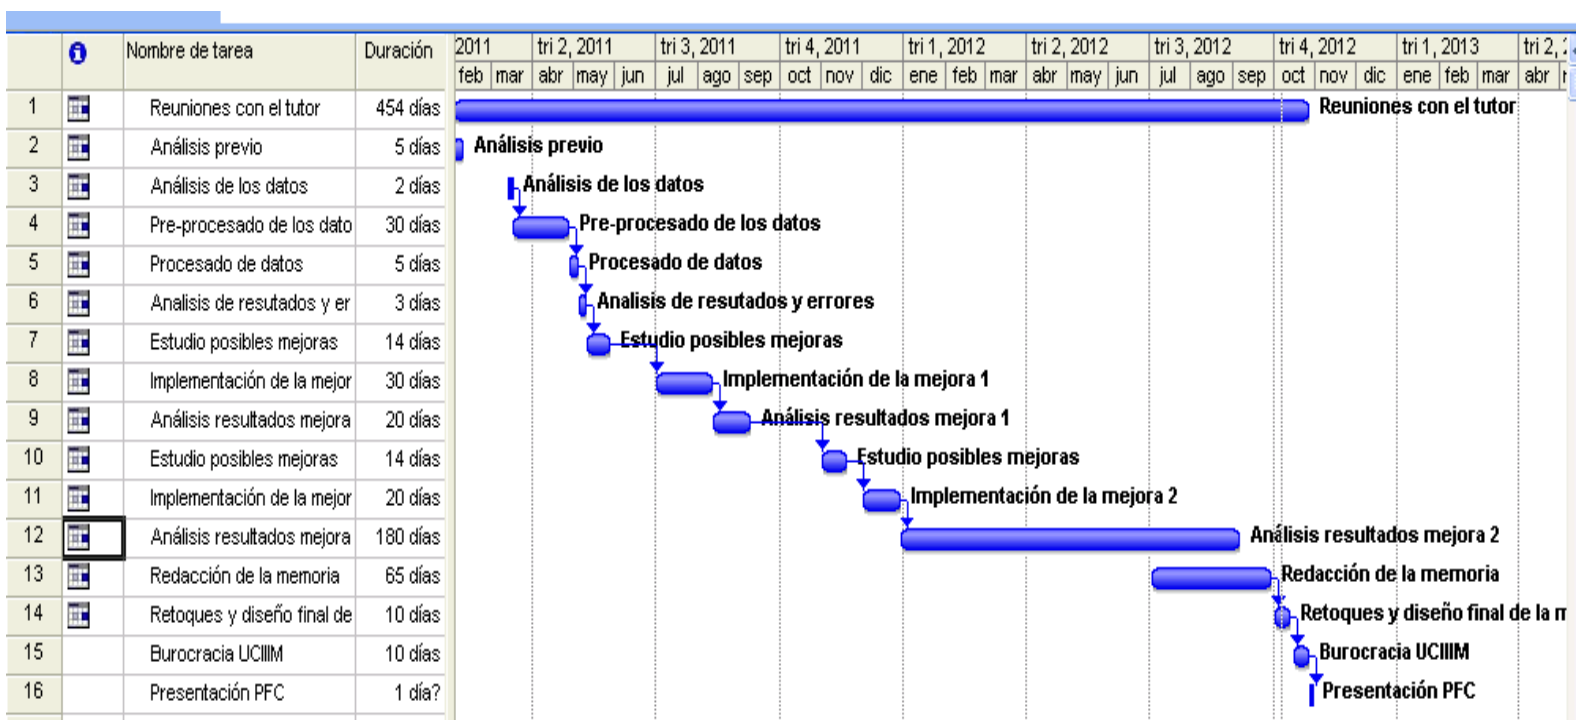 Nombre de tarea Duración 2011 tri 2, 2011 tri 3, 2011 tri 4, 2011 tri 1, 2012 tri 2, 2012 tri 3, 2012 tri 4, 2012 tri 1, 2013 tri 2,
feb mar abr may jun jul ago sep oct nov dic ene feb mar abr may jun jul ago sep oct nov dic ene feb mar abr
1 Reuniones con el tutor 454 días Reuniones con el tutor
2 Análisis previo 5 días Análisis previo
3 Análisis de los datos 2 días Análisis de los datos
4 Pre-procesado de los dato 30 días Pre-procesado de los datos
5 Procesado de datos 5 días Procesado de datos
6 Analisis de resutados y er 3 días Analisis de resutados y errores
7 Estudio posibles mejoras 14 días Estudio posibles mejoras
8 Implementación de la mejor 30 días Implementación de la mejora 1
9 Análisis resultados mejora 20 días Análisis resultados mejora 1
10 Estudio posibles mejoras 14 días Estudio posibles mejoras
11 Implementación de la mejor 20 días Implementación de la mejora 2
12 Análisis resultados mejora 180 días Análisis resultados mejora 2
13 Redacción de la memoria 65 días Redacción de la memoria
14 Retoques y diseño final de 10 días Retoques y diseño final de la m
15 Burocracia UCIIIM 10 días Burocracia UCIIIM
16 Presentación PFC 1 día? Presentación PFC